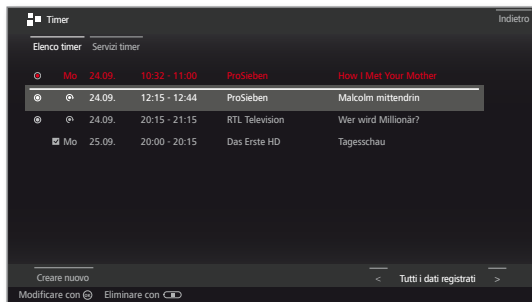 Timer Indietro
Elenco timer Servizi timer
Mo 24.09. 10:32 - 11:00 ProSieben How I Met Your Mother
24.09. 12:15 - 12:44 ProSieben Malcolm mittendrin
24.09. 20:15 - 21:15 RTL Television Wer wird Millionär?
Mo 25.09. 20:00 - 20:15 Das Erste HD Tagesschau
Creare nuovo < Tutti i dati registrati >
Modificare con OK Eliminare con